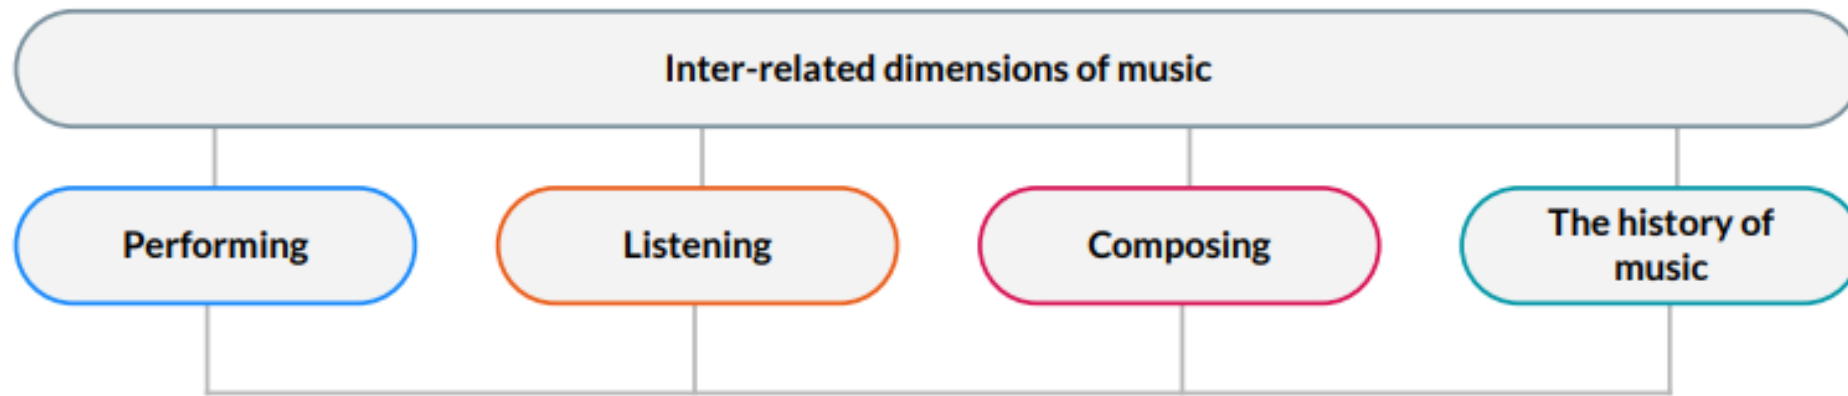 Inter-related dimensions of music
Performing
Listening
Composing
The history of
music